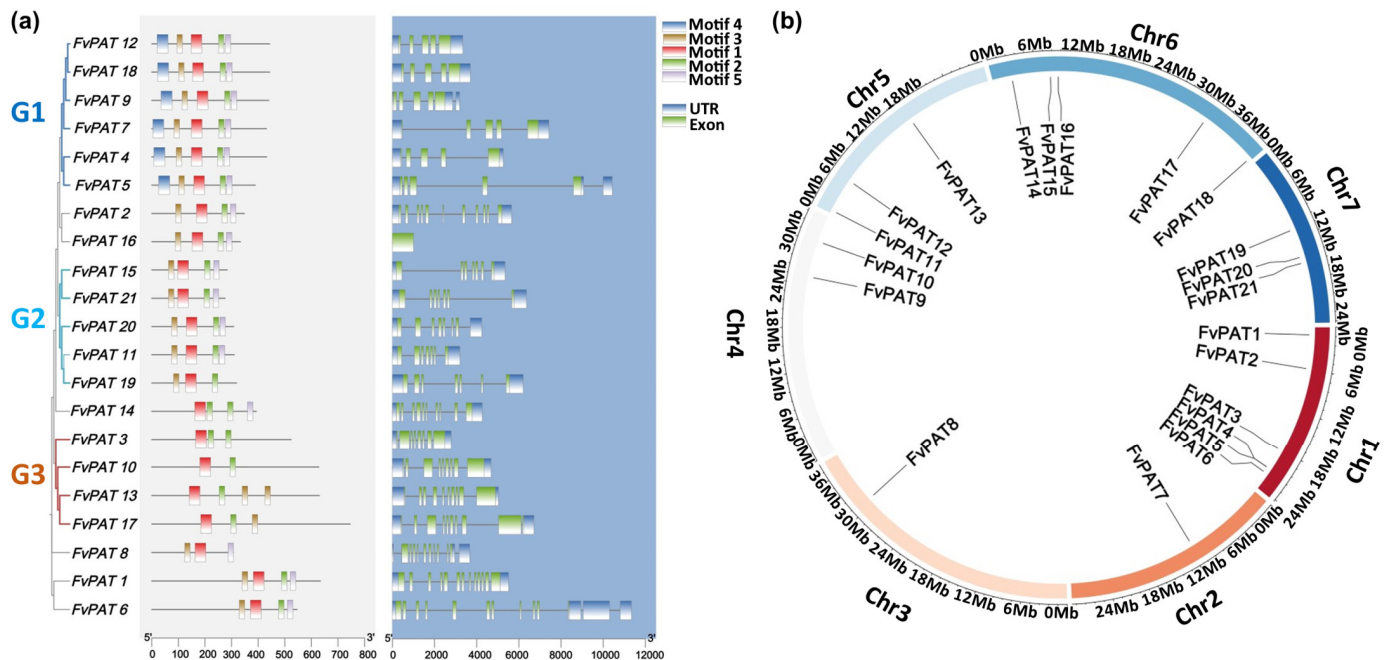 (a)
FvPAT 12
FvPAT 18
FvPAT 9
G1
FvPAT 7
FvPAT 4
FvPAT 5
FvPAT 2
FvPAT 16
FvPAT 15
FvPAT 21
G2
FvPAT 20
FvPAT 11
FvPAT 19
FvPAT 14
FvPAT 3
G3
FvPAT 10
FvPAT 13
FvPAT 17
FvPAT 8
FvPAT 1
FvPAT 6
5' 3'
0 100 200 300 400 500 600 700 800
5' 3'
0 2000 4000 6000 8000 10000 12000
Motif 4
Motif 3
Motif 1
Motif 2
Motif 5
UTR
Exon
(b)
Chr6
0Mb 6Mb 12Mb 18Mb 24Mb 30Mb 36Mb
FvPAT14
FvPAT15
FvPAT16
FvPAT17
FvPAT18
Chr7
0Mb 6Mb 12Mb 18Mb 24Mb
FvPAT19
FvPAT20
FvPAT21
Chr1
0Mb 6Mb 12Mb 18Mb 24Mb
FvPAT1
FvPAT2
FvPAT3
FvPAT4
FvPAT5
FvPAT6
Chr2
0Mb 6Mb 12Mb 18Mb 24Mb
FvPAT7
Chr3
0Mb 6Mb 12Mb 18Mb 24Mb 30Mb 36Mb
FvPAT8
Chr4
0Mb 6Mb 12Mb 18Mb 24Mb 30Mb
FvPAT9
FvPAT10
FvPAT11
Chr5
0Mb 6Mb 12Mb 18Mb
FvPAT12
FvPAT13